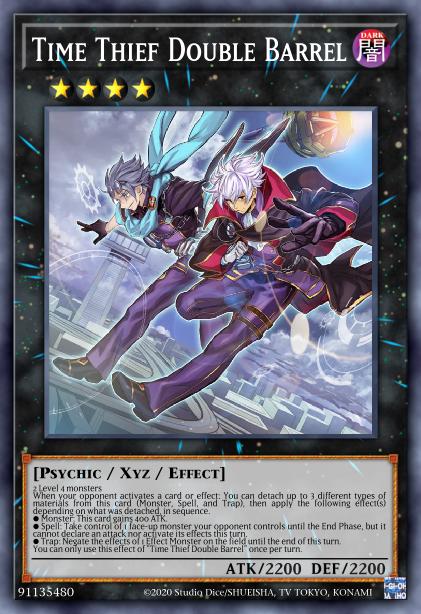 TIME THIEF DOUBLE BARREL
DARK
闇
[PSYCHIC / XYZ / EFFECT]
2 Level 4 monsters
When your opponent activates a card or effect: You can detach up to 3 different types of
materials from this card (Monster, Spell, and Trap), then apply the following effect(s)
depending on what was detached, in sequence.
● Monster: This card gains 400 ATK.
● Spell: Take control of 1 face-up monster your opponent controls until the End Phase, but it
cannot declare an attack nor activate its effects this turn.
● Trap: Negate the effects of 1 Effect Monster on the field until the end of this turn.
You can only use this effect of "Time Thief Double Barrel" once per turn.
ATK/2200 DEF/2200
91135480 ©2020 Studio Dice/SHUEISHA, TV TOKYO, KONAMI